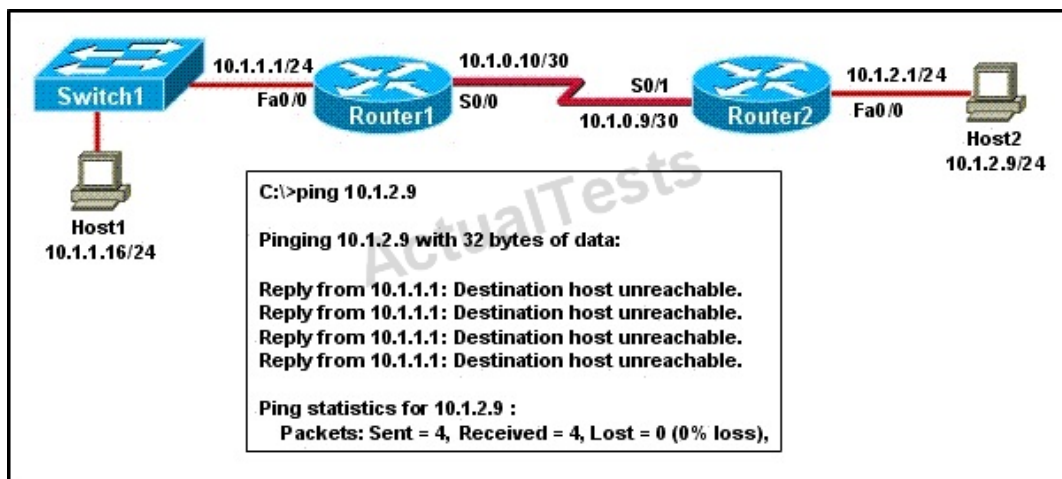 10.1.1.1/24
10.1.0.10/30
S0/1
10.1.2.1/24
Switch1
Fa0/0
Router1
S0/0
10.1.0.9/30
Router2
Fa0/0
Host2
10.1.2.9/24
Host1
10.1.1.16/24
C:\>ping 10.1.2.9
Pinging 10.1.2.9 with 32 bytes of data:
Reply from 10.1.1.1: Destination host unreachable.
Reply from 10.1.1.1: Destination host unreachable.
Reply from 10.1.1.1: Destination host unreachable.
Reply from 10.1.1.1: Destination host unreachable.
Ping statistics for 10.1.2.9 :
Packets: Sent = 4, Received = 4, Lost = 0 (0% loss),
ActualTests